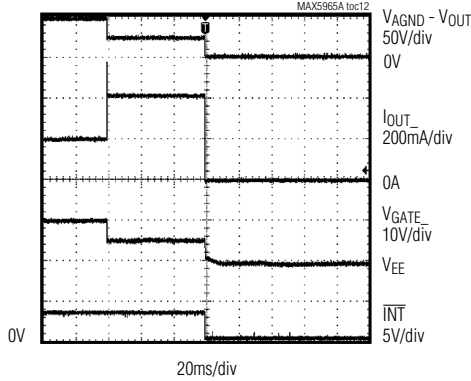 MAX5965A toc12
V_AGND - V_OUT
50V/div
0V
I_OUT_
200mA/div
0A
V_GATE_
10V/div
V_EE
INT
0V
5V/div
20ms/div